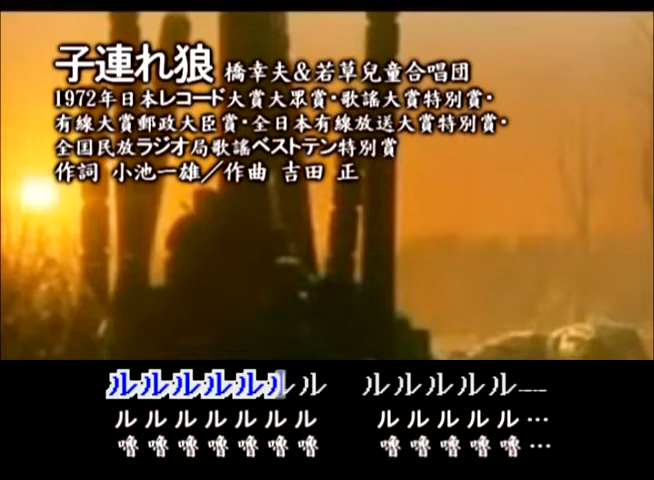 子連れ狼 橋幸夫&若草兒童合唱団
1972年日本レコード大賞大眾賞・歌謡大賞特別賞・
有線大賞郵政大臣賞・全日本有線放送大賞特別賞・
全国民放ラジオ局歌謡ベストテン特別賞
作詞 小池一雄／作曲 吉田 正
ルルルルルルル ルルルルル——
ルルルルルルル ルルルルル…
嚕嚕嚕嚕嚕嚕嚕 嚕嚕嚕嚕嚕…